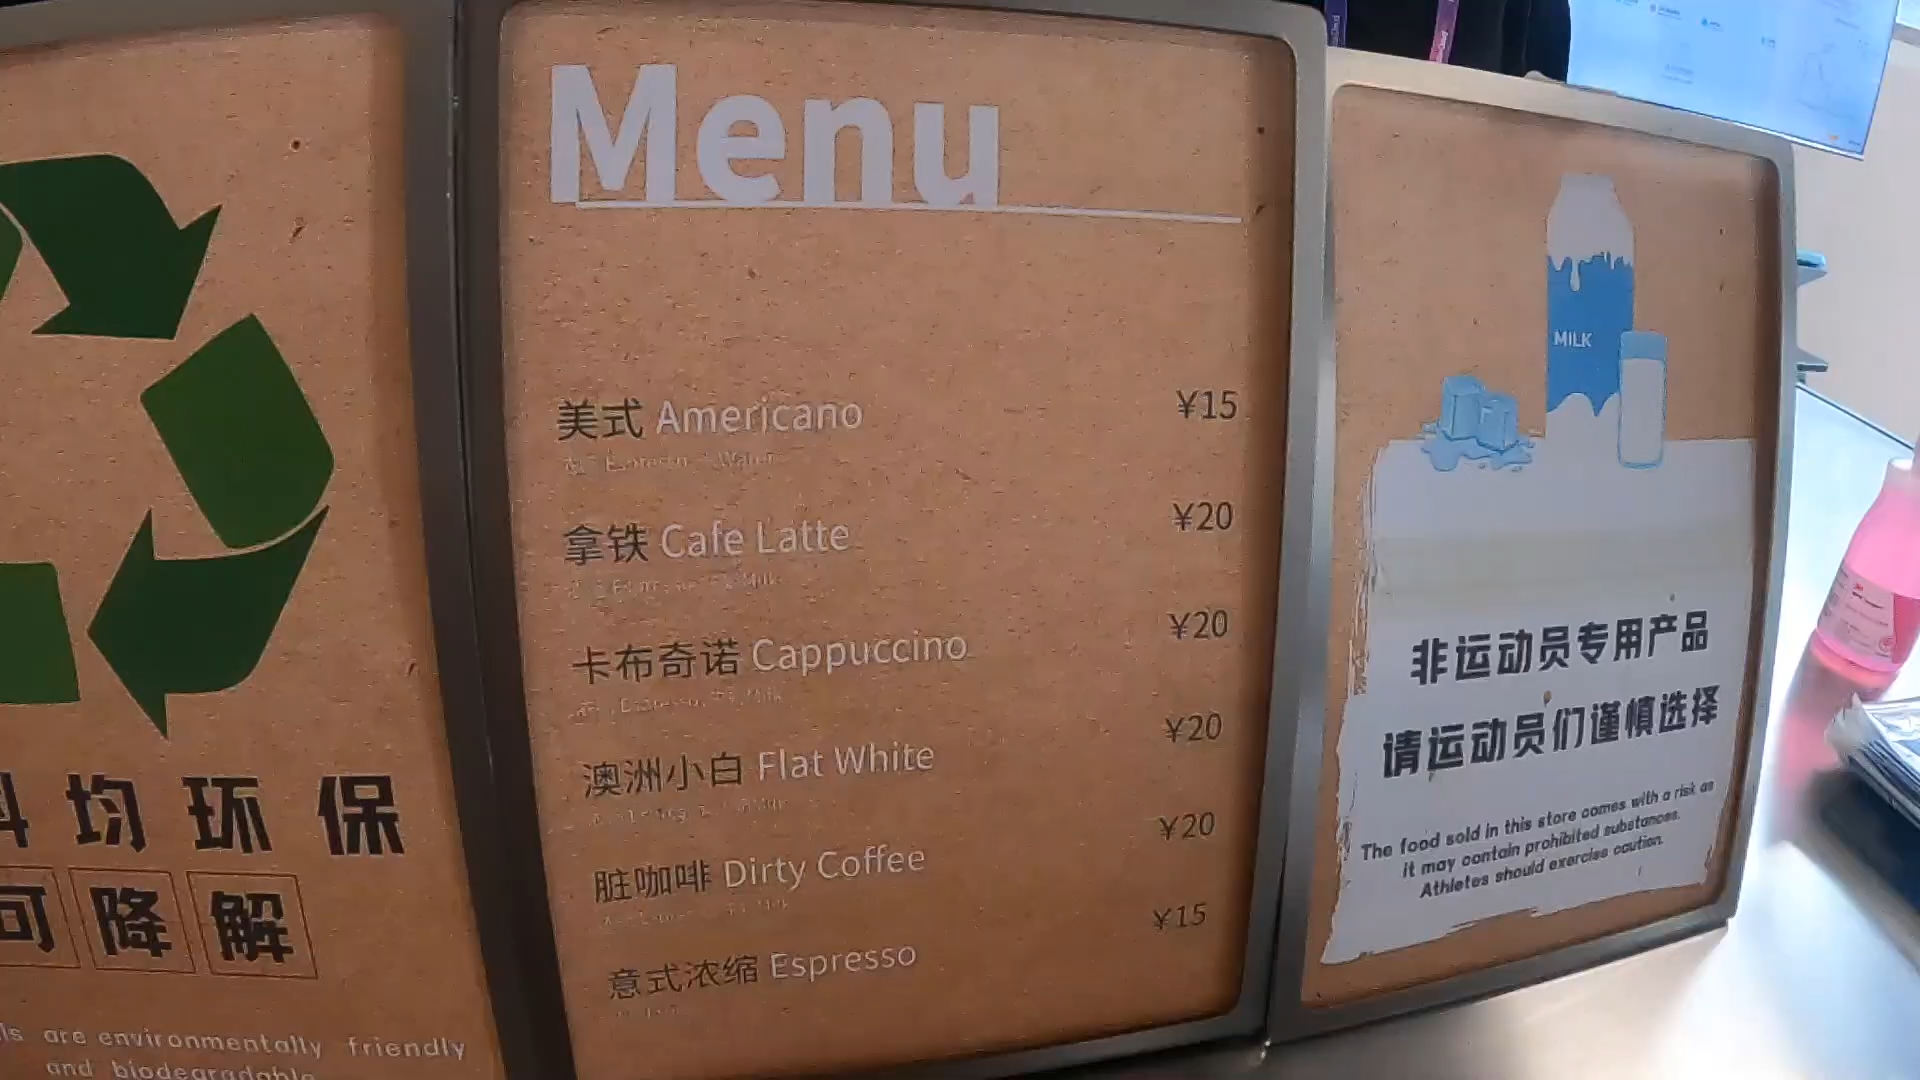 均环保
可降解
are environmentally friendly
and biodegradable
Menu
美式 Americano ¥15
拿铁 Cafe Latte ¥20
卡布奇诺 Cappuccino ¥20
澳洲小白 Flat White ¥20
脏咖啡 Dirty Coffee ¥20
意式浓缩 Espresso ¥15
MILK
非运动员专用产品
请运动员们谨慎选择
The food sold in this store comes with a risk as
it may contain prohibited substances.
Athletes should exercise caution.